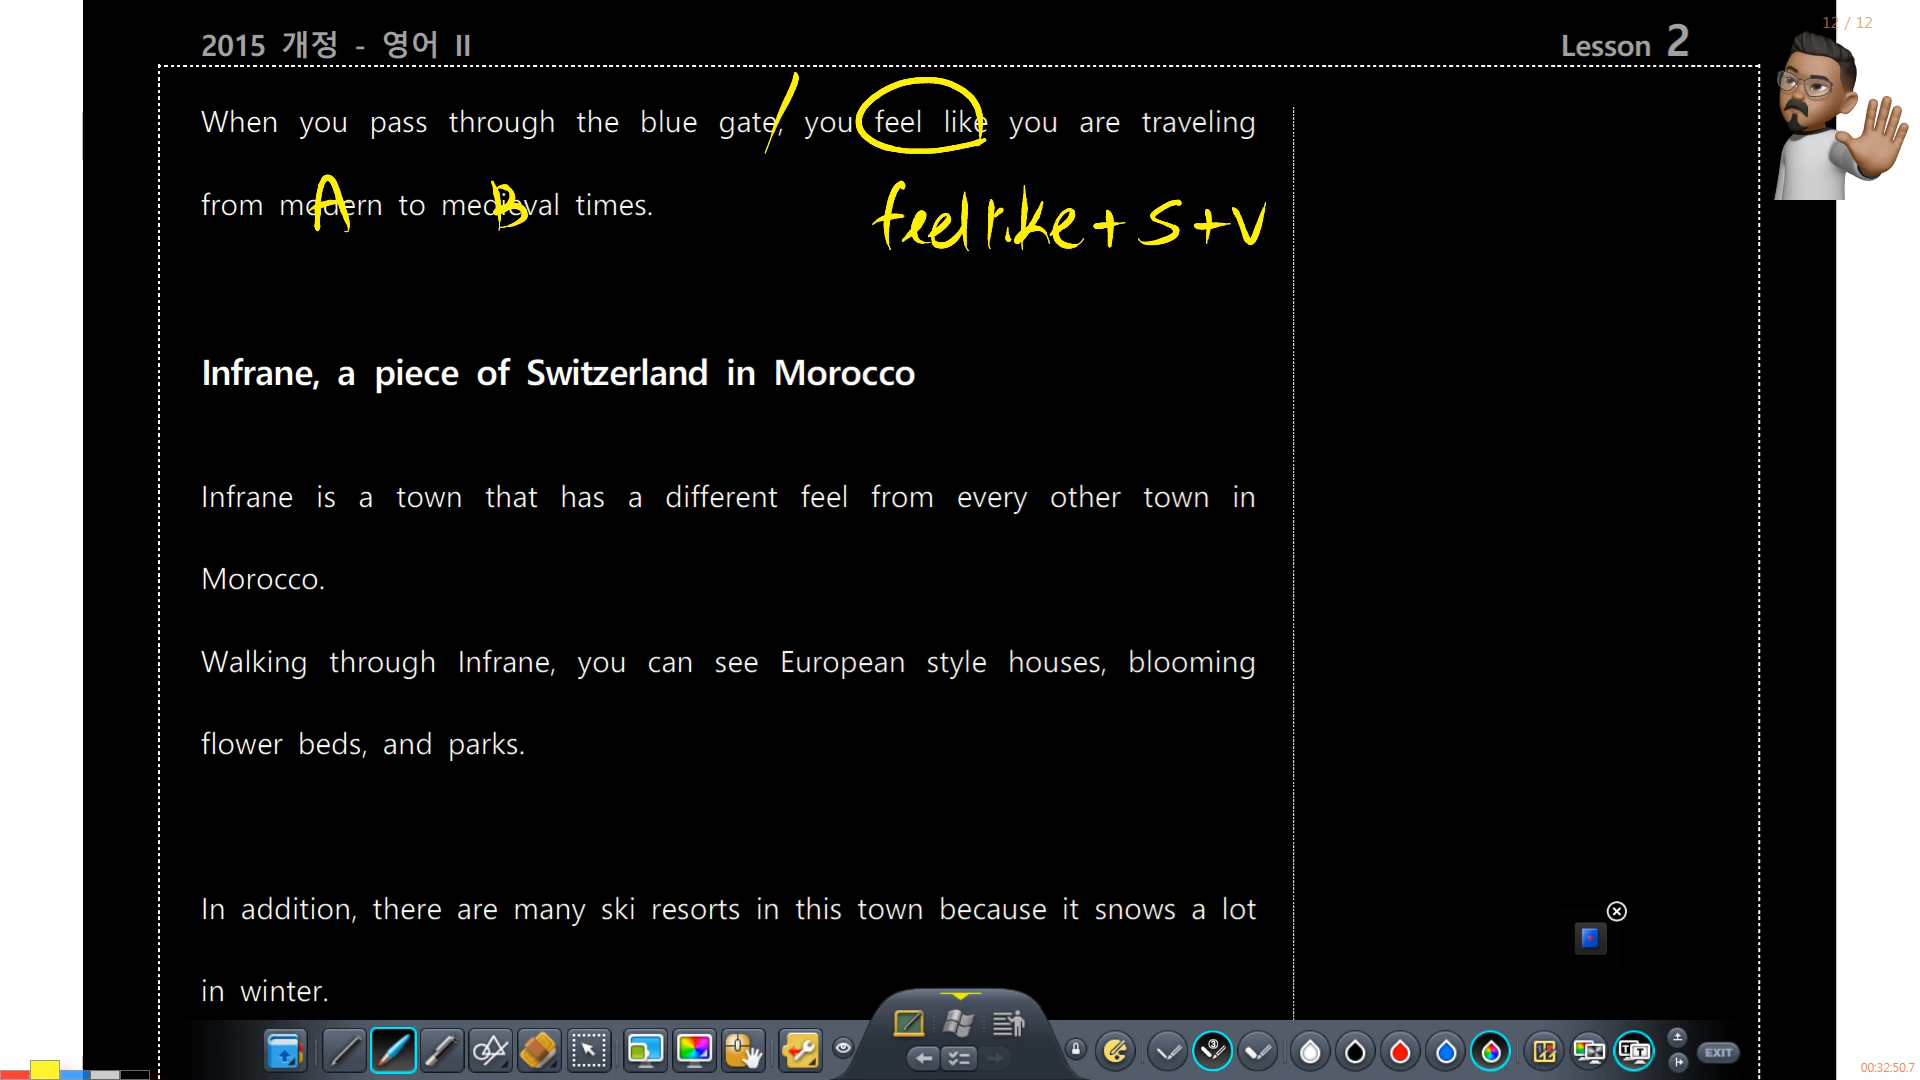 12 / 12
2015 개정 - 영어 II
Lesson 2
When you pass through the blue gate, you feel like you are traveling
from modern to medieval times.
A B
feel like + S + V
Infrane, a piece of Switzerland in Morocco
Infrane is a town that has a different feel from every other town in
Morocco.
Walking through Infrane, you can see European style houses, blooming
flower beds, and parks.
In addition, there are many ski resorts in this town because it snows a lot
in winter.
EXIT
00:32:50.7